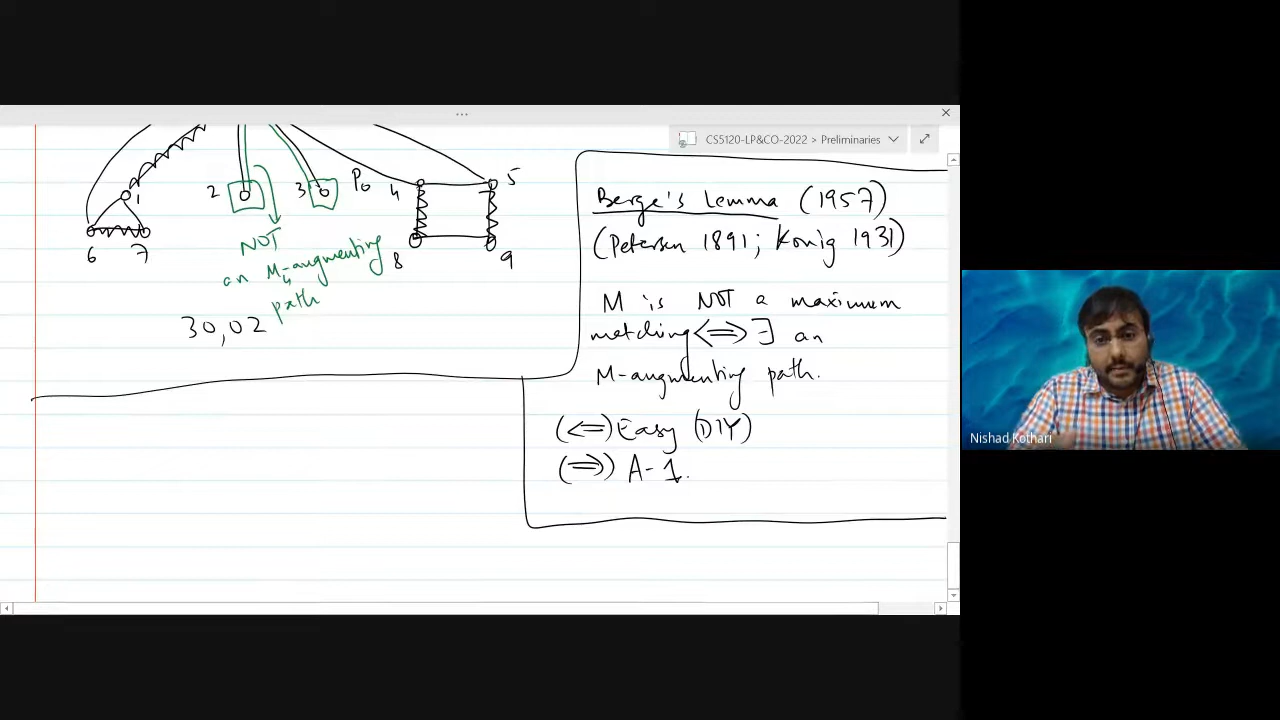 CS5120-LP&CO-2022 > Preliminaries
1
2
3
P₀
4
5
6
7
8
9
NOT
an M₄-augmenting
path
30,02
Berge's Lemma (1957)
(Petersen 1891; König 1931)
M is NOT a maximum
matching ⟺ ∃ an
M-augmenting path.
(⇐) Easy (DIY)
(⇒) A-1.
Nishad Kothari